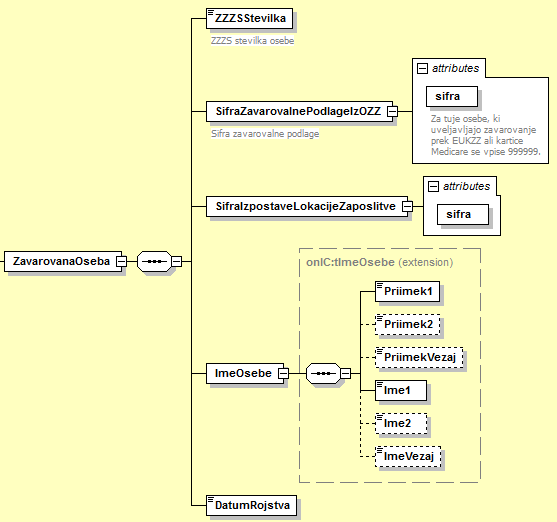 ZZZSStevilka
ZZZS stevilka osebe
attributes
SifraZavarovalnePodlageIzOZZ
Sifra zavarovalne podlage
sifra
Za tuje osebe, ki
uveljavljajo zavarovanje
prek EUKZZ ali kartice
Medicare se vpise 999999.
SifraIzpostaveLokacijeZaposlitve
attributes
sifra
ZavarovanaOseba
ImeOsebe
onIC:tImeOsebe (extension)
Priimek1
Priimek2
PriimekVezaj
Ime1
Ime2
ImeVezaj
DatumRojstva